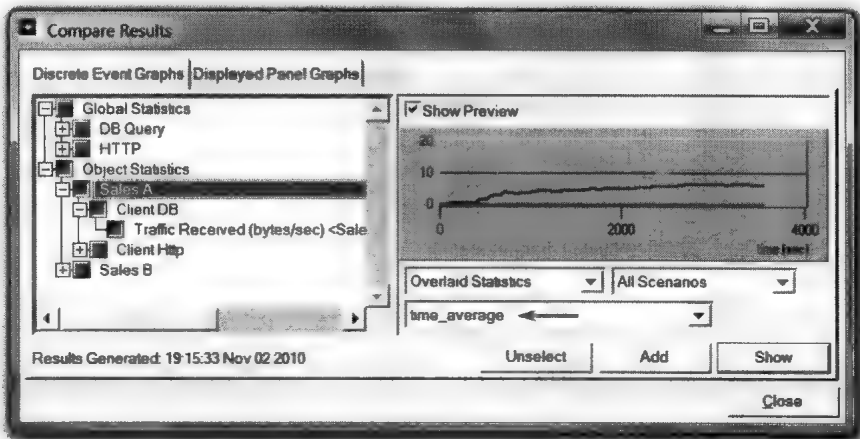 Compare Results
Discrete Event Graphs
Displayed Panel Graphs
Global Statistics
DB Query
HTTP
Object Statistics
Sales A
Client DB
Traffic Received (bytes/sec) <Sale
Client Http
Sales B
Show Preview
20
10
0
0
2000
4000
time (sec)
Overlaid Statistics
All Scenarios
time_average
Results Generated: 19:15:33 Nov 02 2010
Unselect
Add
Show
Close